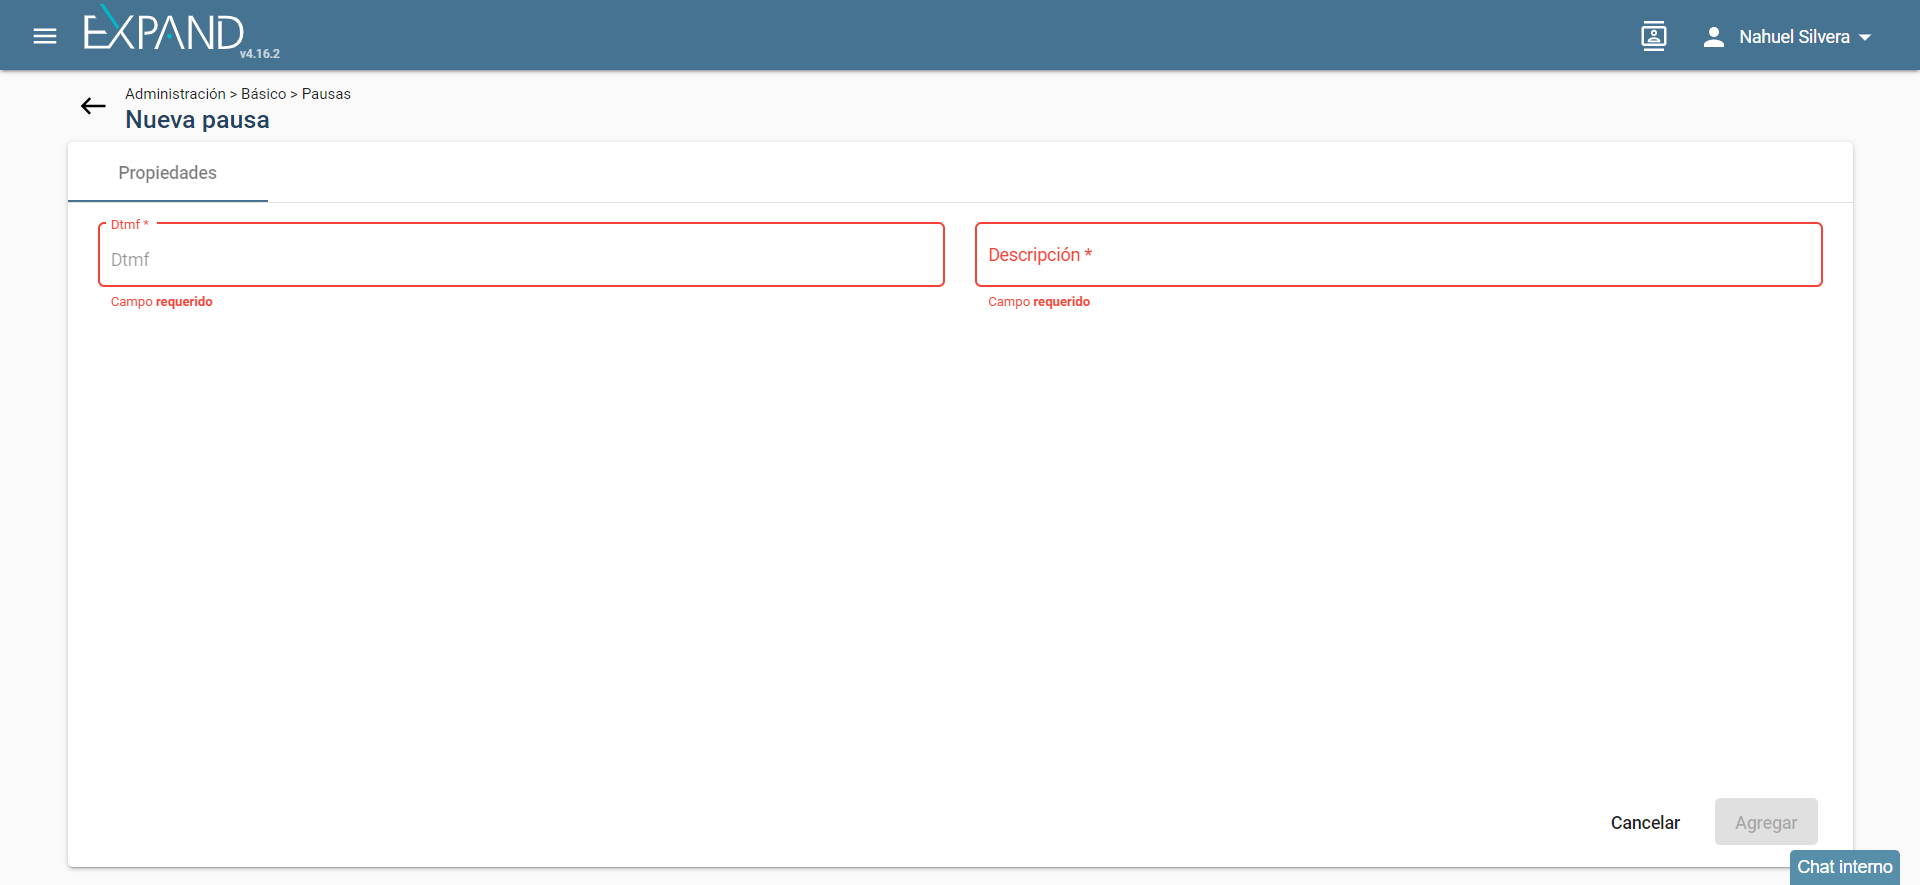 EXPAND
v4.16.2
Nahuel Silvera
Administración > Básico > Pausas
Nueva pausa
Propiedades
Dtmf *
Dtmf
Descripción *
Campo requerido
Campo requerido
Cancelar
Agregar
Chat interno